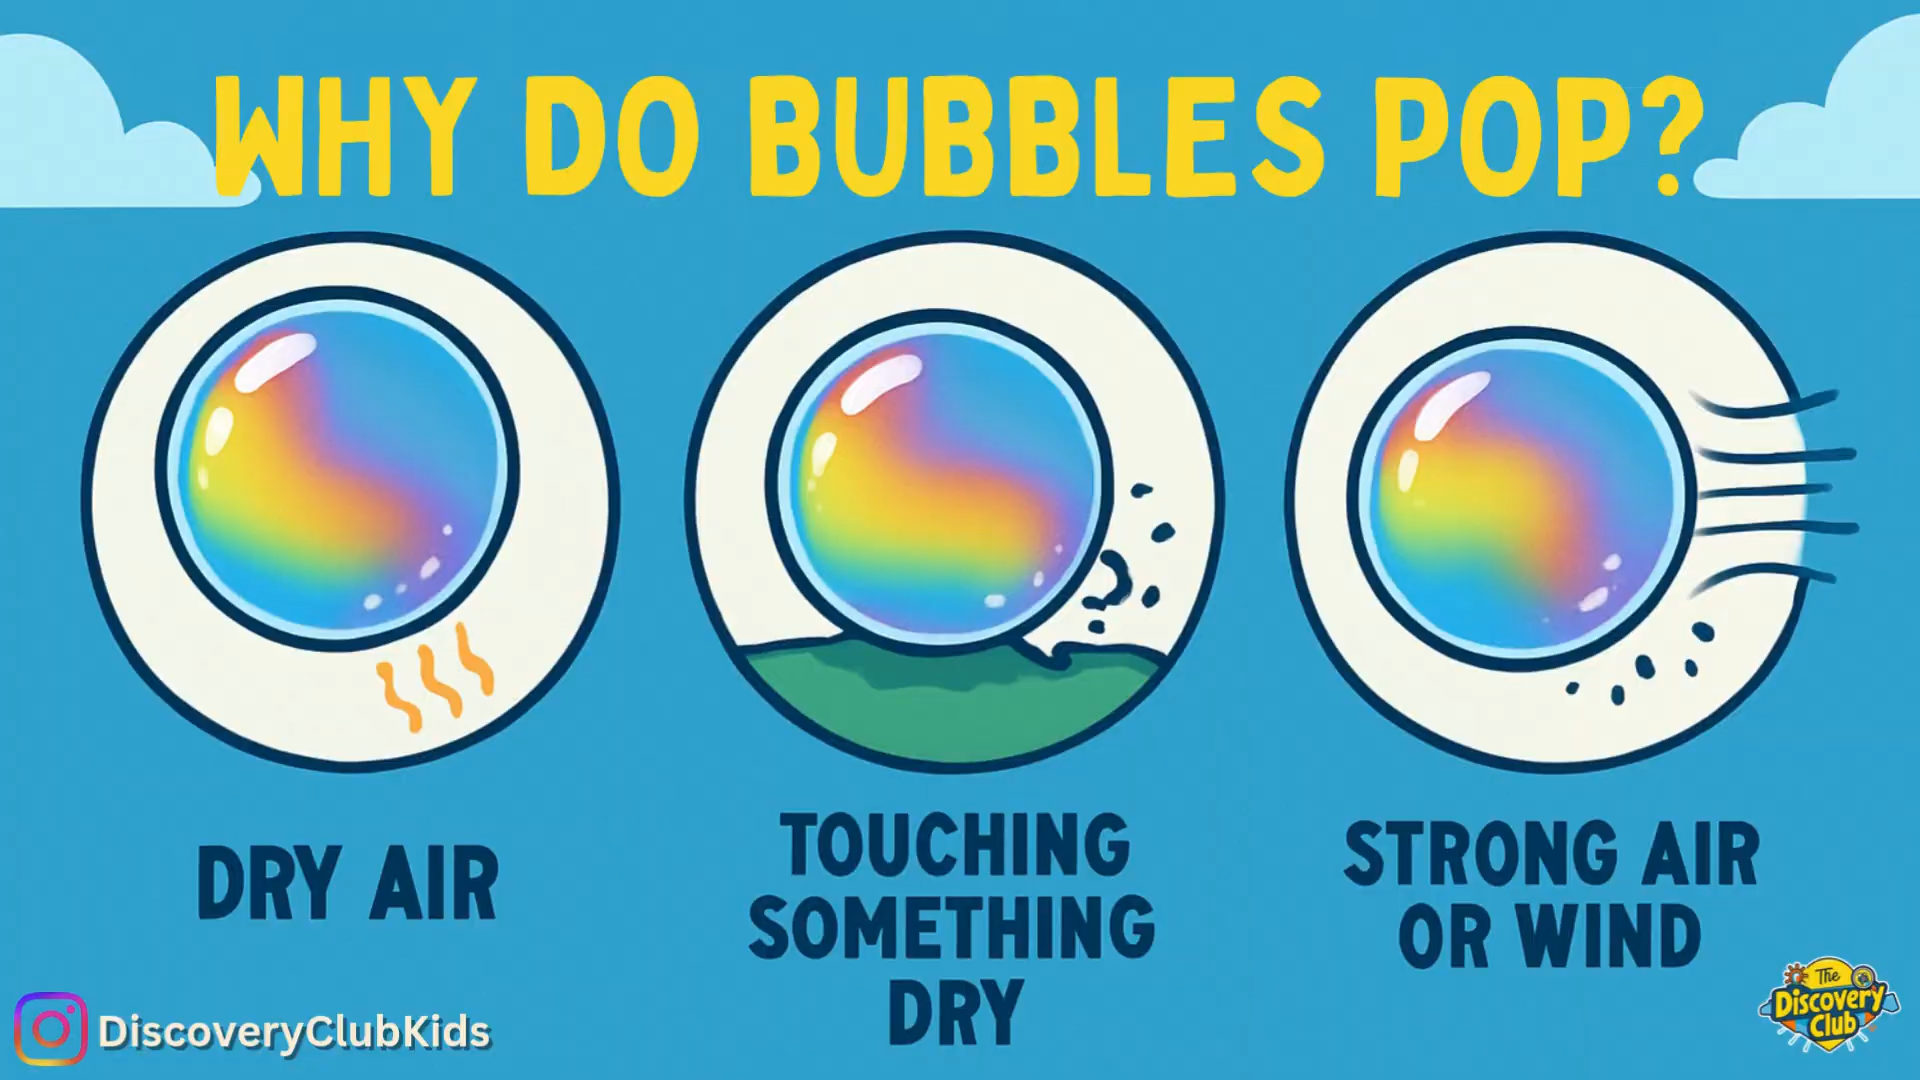 WHY DO BUBBLES POP?
DRY AIR
TOUCHING
SOMETHING
DRY
STRONG AIR
OR WIND
DiscoveryClubKids
The
Discovery
Club